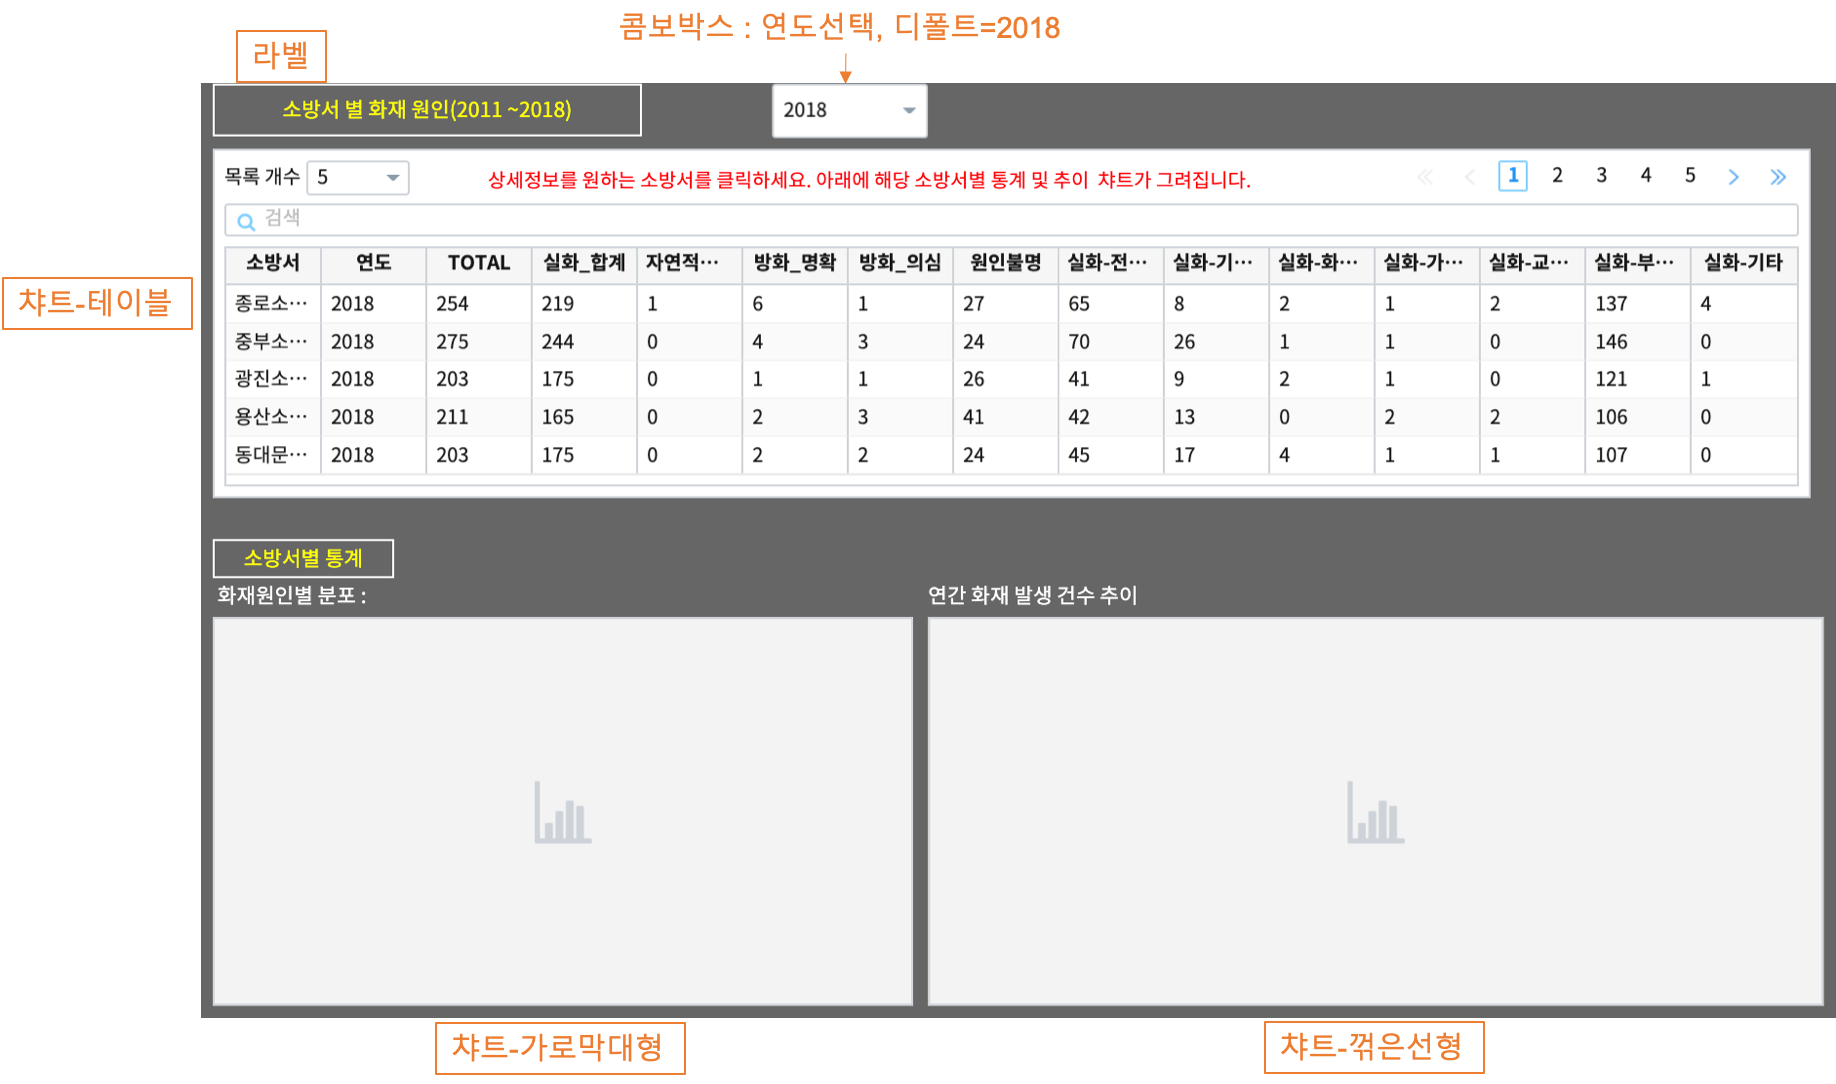 콤보박스 : 연도선택, 디폴트=2018
라벨
소방서 별 화재 원인(2011 ~2018)
2018
목록 개수 5
상세정보를 원하는 소방서를 클릭하세요. 아래에 해당 소방서별 통계 및 추이 챠트가 그려집니다.
« < 1 2 3 4 5 > »
검색
소방서 연도 TOTAL 실화_합계 자연적… 방화_명확 방화_의심 원인불명 실화-전… 실화-기… 실화-화… 실화-가… 실화-교… 실화-부… 실화-기타
챠트-테이블
종로소… 2018 254 219 1 6 1 27 65 8 2 1 2 137 4
중부소… 2018 275 244 0 4 3 24 70 26 1 1 0 146 0
광진소… 2018 203 175 0 1 1 26 41 9 2 1 0 121 1
용산소… 2018 211 165 0 2 3 41 42 13 0 2 2 106 0
동대문… 2018 203 175 0 2 2 24 45 17 4 1 1 107 0
소방서별 통계
화재원인별 분포 :
연간 화재 발생 건수 추이
챠트-가로막대형
챠트-꺾은선형